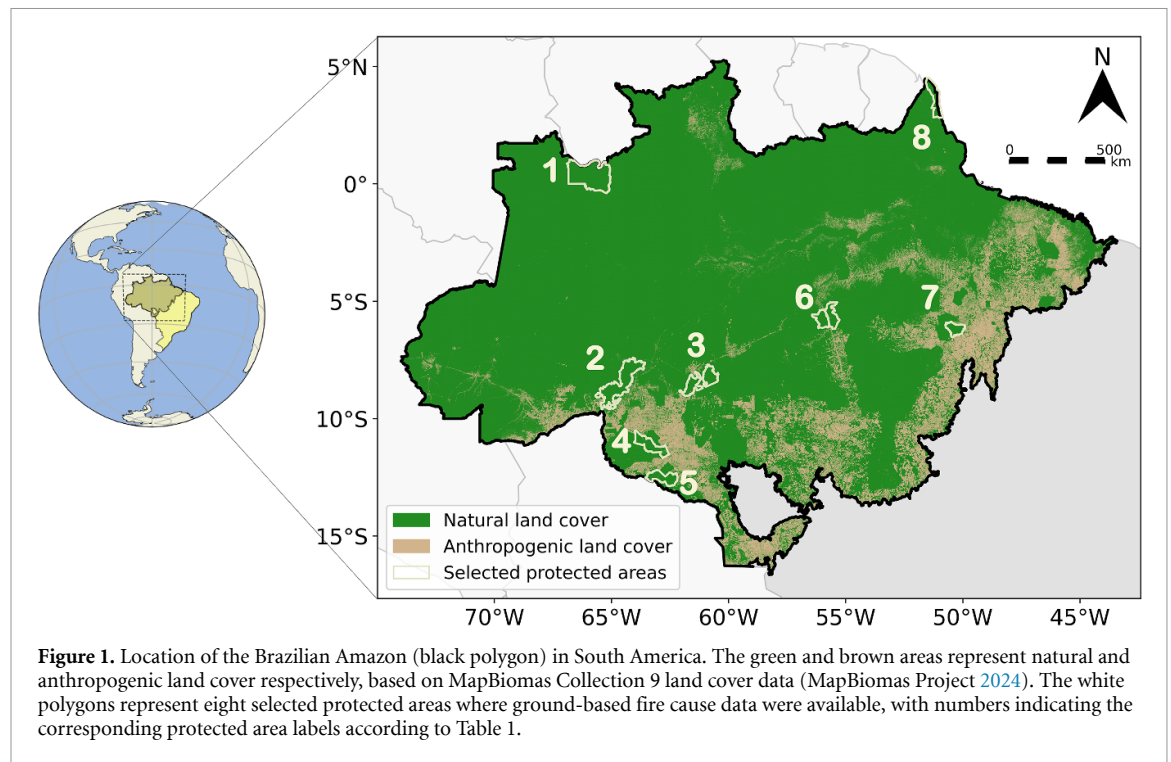 5°N
0°
5°S
10°S
15°S
N
0 500
km
1
8
6
7
2
3
4
5
Natural land cover
Anthropogenic land cover
Selected protected areas
70°W 65°W 60°W 55°W 50°W 45°W
Figure 1. Location of the Brazilian Amazon (black polygon) in South America. The green and brown areas represent natural and
anthropogenic land cover respectively, based on MapBiomas Collection 9 land cover data (MapBiomas Project 2024). The white
polygons represent eight selected protected areas where ground-based fire cause data were available, with numbers indicating the
corresponding protected area labels according to Table 1.